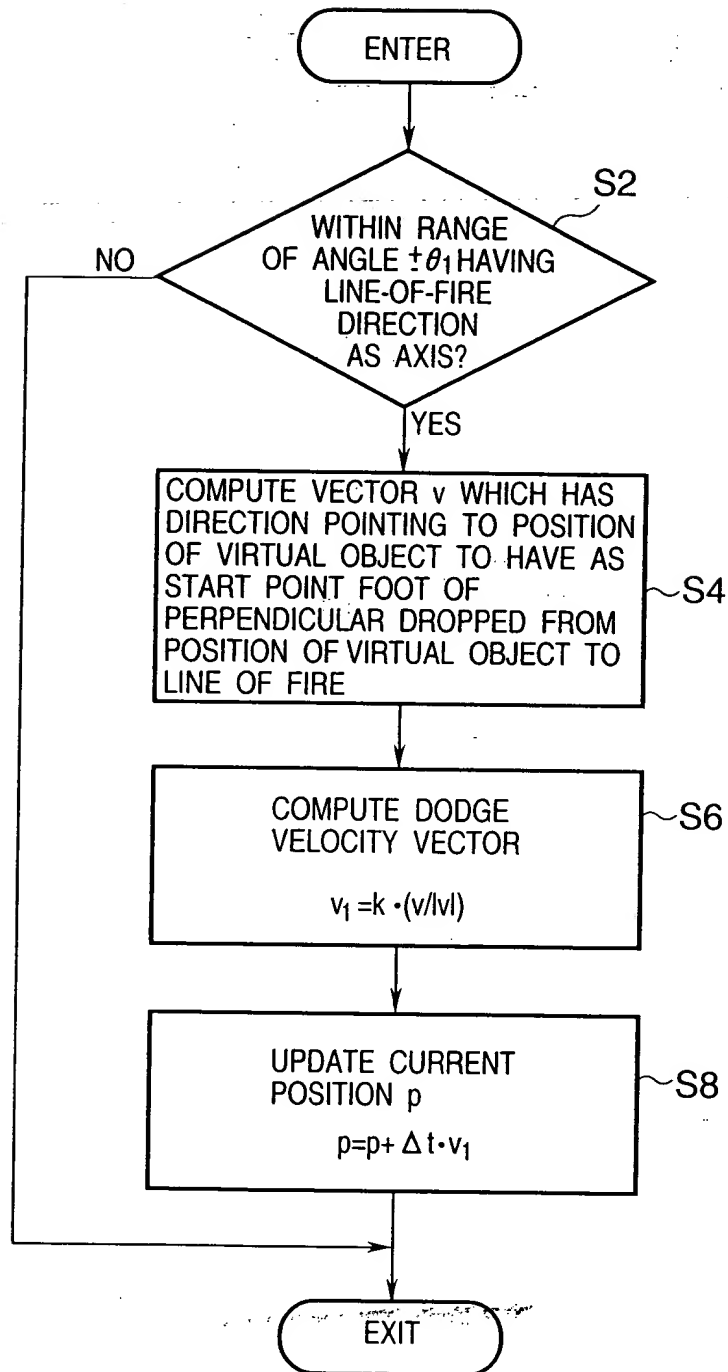 ENTER
S2
WITHIN RANGE
OF ANGLE ±θ₁ HAVING
LINE-OF-FIRE
DIRECTION
AS AXIS?
NO
YES
COMPUTE VECTOR v WHICH HAS
DIRECTION POINTING TO POSITION
OF VIRTUAL OBJECT TO HAVE AS
START POINT FOOT OF
PERPENDICULAR DROPPED FROM
POSITION OF VIRTUAL OBJECT TO
LINE OF FIRE
S4
COMPUTE DODGE
VELOCITY VECTOR
v₁=k·(v/|v|)
S6
UPDATE CURRENT
POSITION p
p=p+Δt·v₁
S8
EXIT